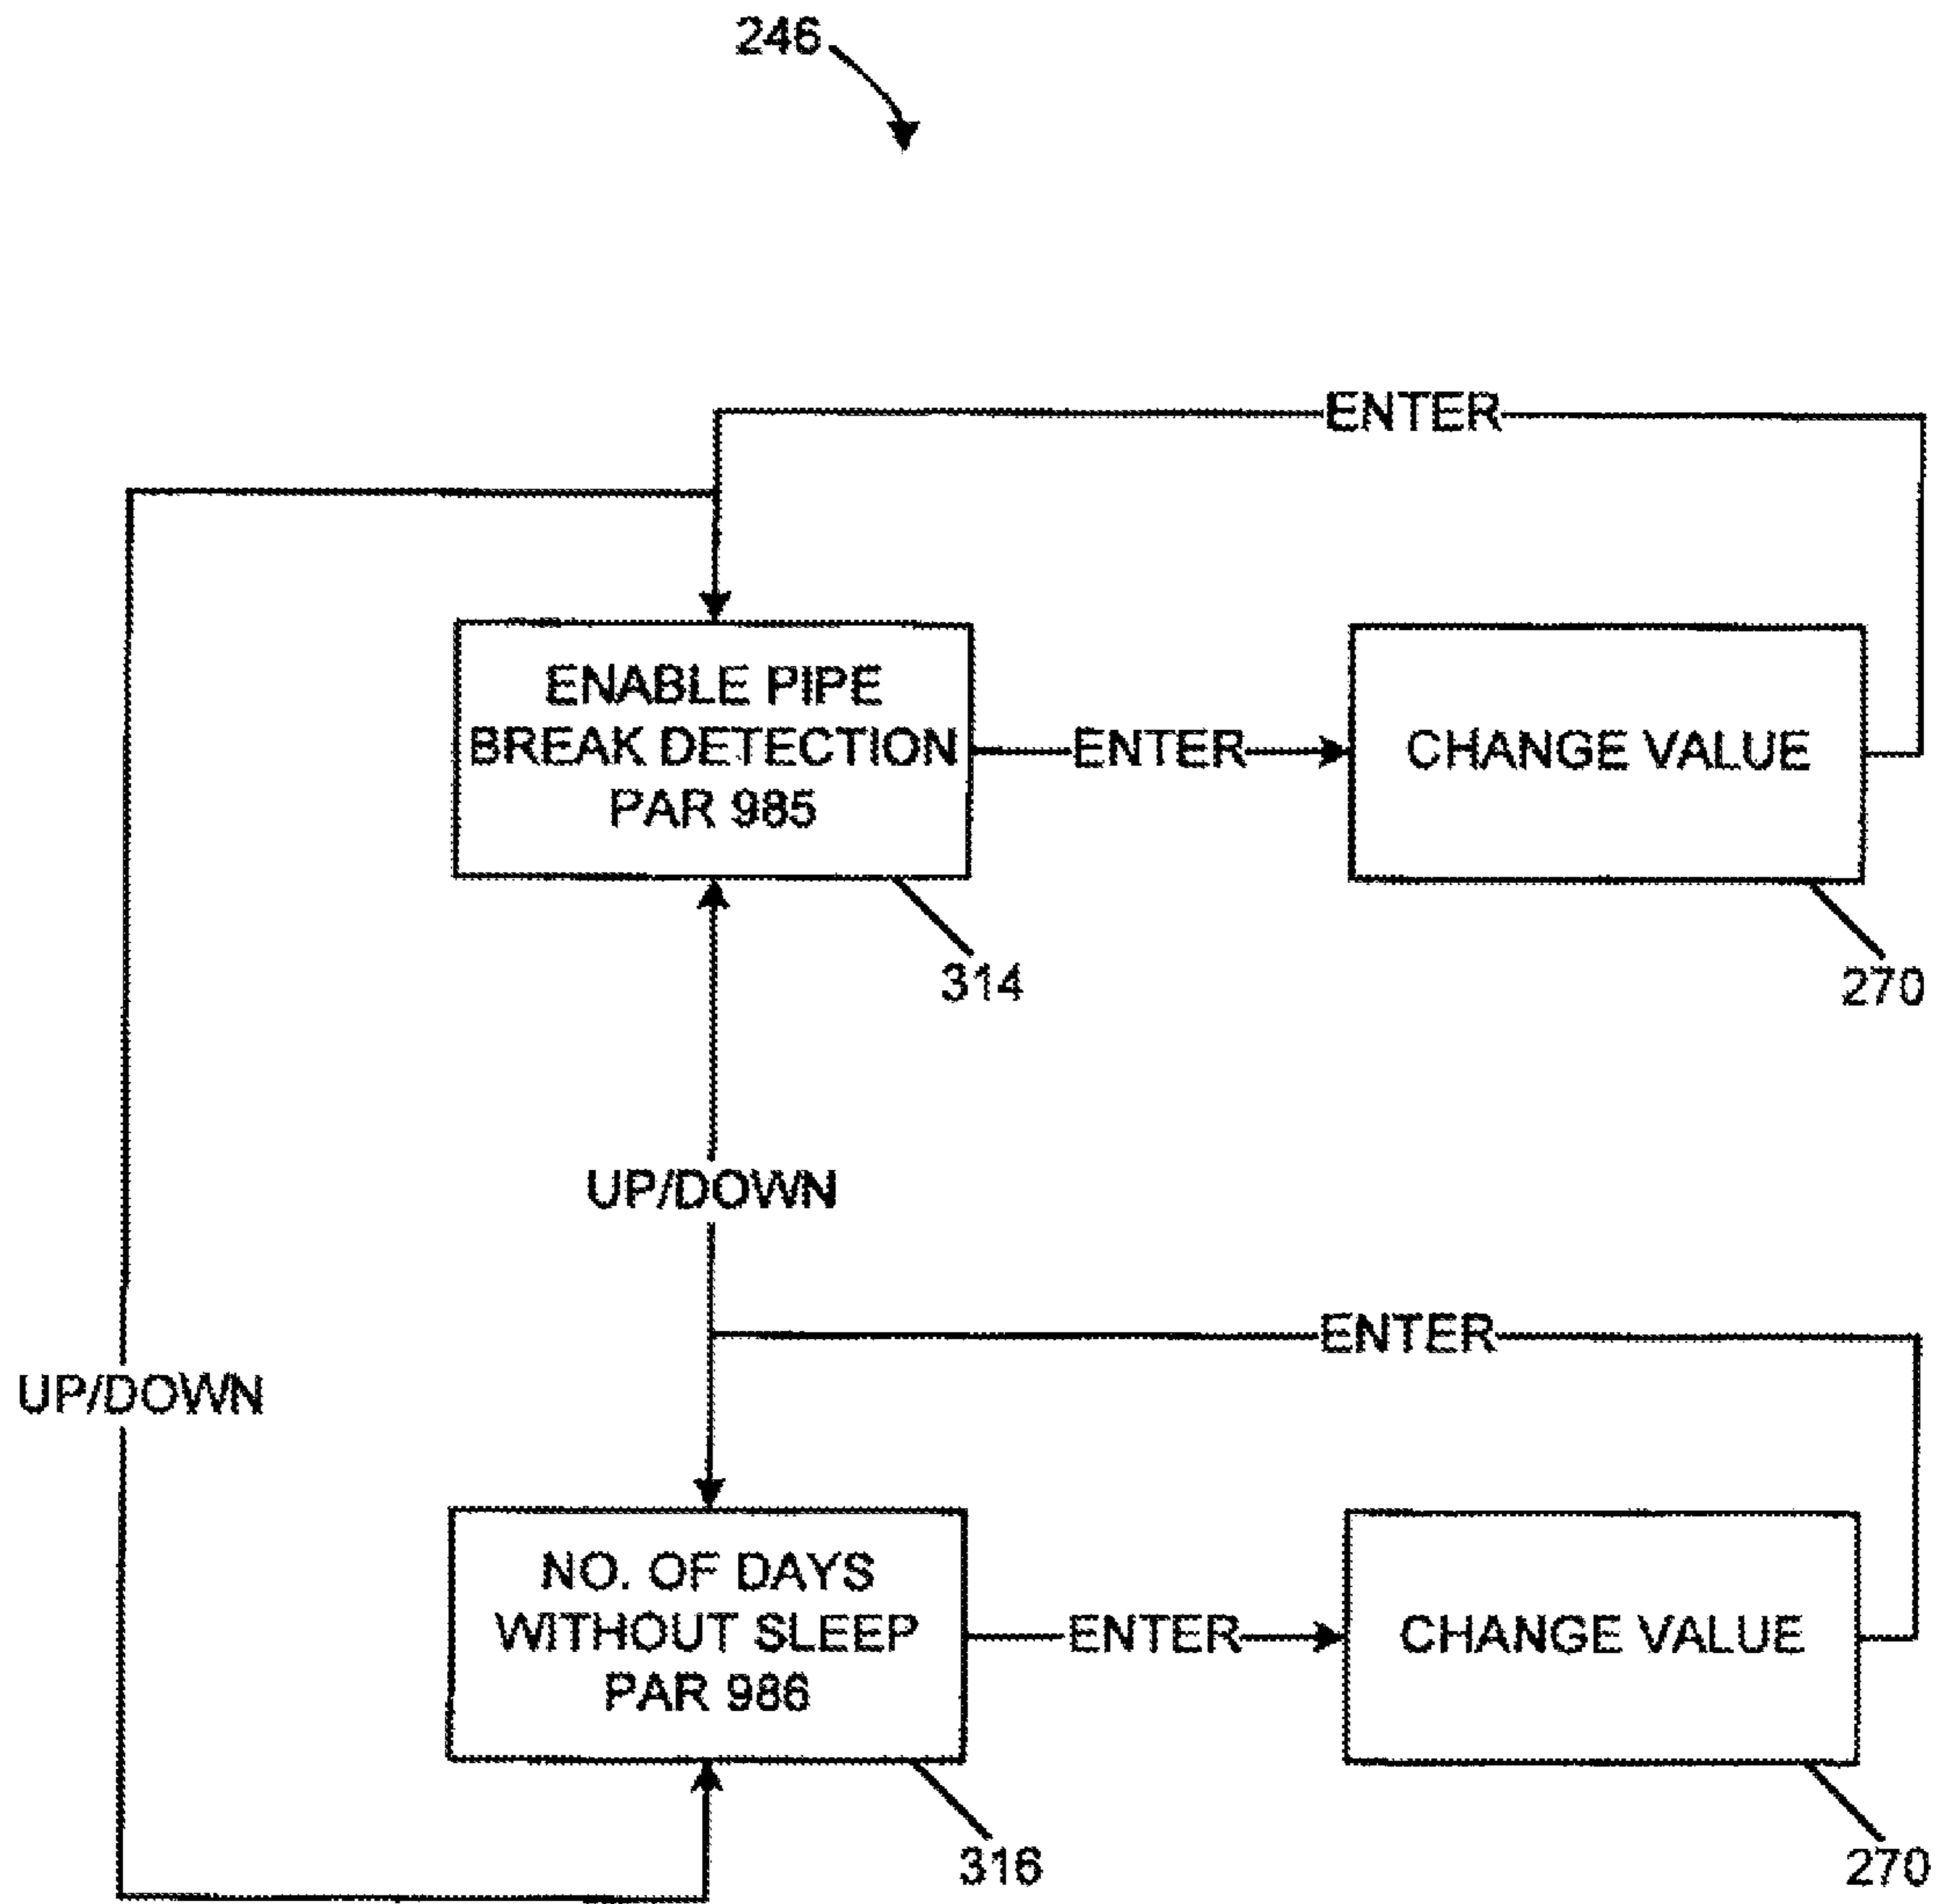 246
ENTER
ENABLE PIPE
BREAK DETECTION
PAR 985
ENTER
CHANGE VALUE
314
270
UP/DOWN
ENTER
UP/DOWN
NO. OF DAYS
WITHOUT SLEEP
PAR 986
ENTER
CHANGE VALUE
316
270